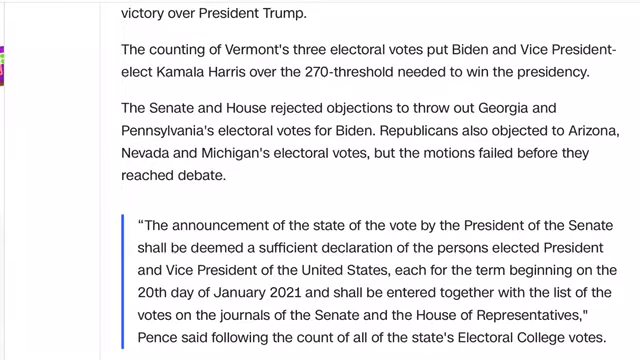 victory over President Trump.
The counting of Vermont's three electoral votes put Biden and Vice President-
elect Kamala Harris over the 270-threshold needed to win the presidency.
The Senate and House rejected objections to throw out Georgia and
Pennsylvania's electoral votes for Biden. Republicans also objected to Arizona,
Nevada and Michigan's electoral votes, but the motions failed before they
reached debate.
“The announcement of the state of the vote by the President of the Senate
shall be deemed a sufficient declaration of the persons elected President
and Vice President of the United States, each for the term beginning on the
20th day of January 2021 and shall be entered together with the list of the
votes on the journals of the Senate and the House of Representatives,"
Pence said following the count of all of the state's Electoral College votes.